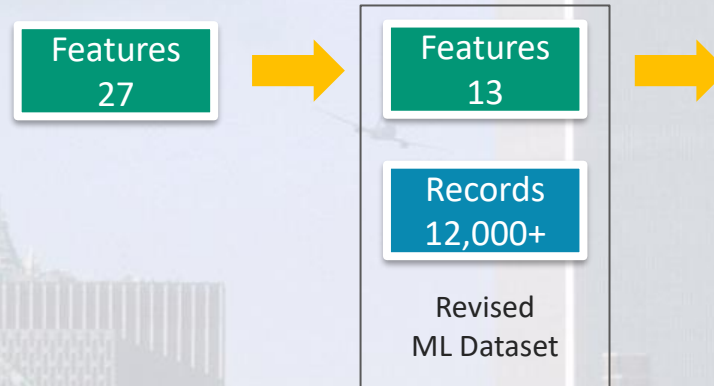 Features
27
Features
13
Records
12,000+
Revised
ML Dataset